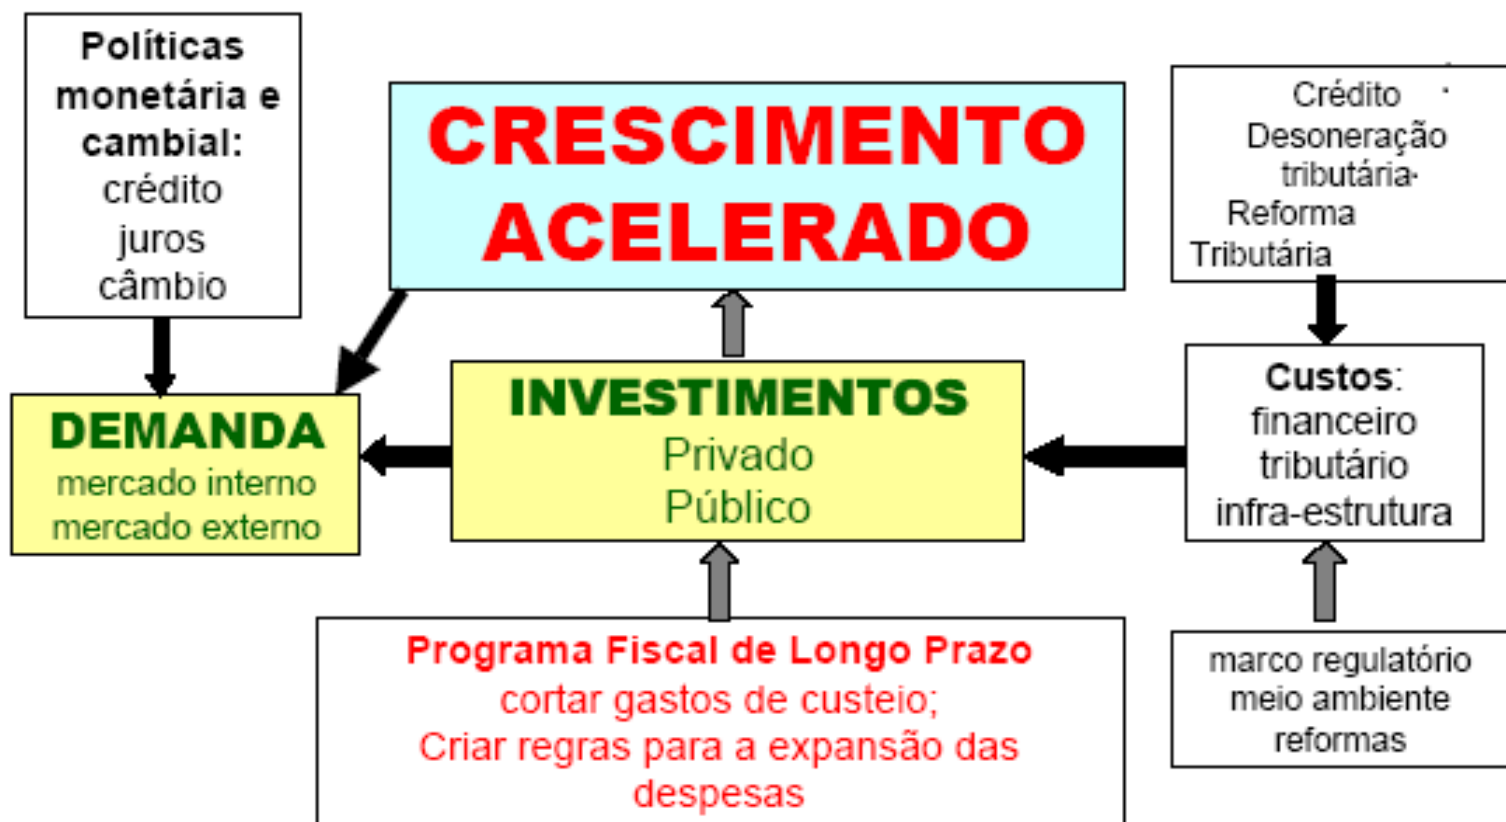 Políticas
monetária e
cambial:
crédito
juros
câmbio
CRESCIMENTO
ACELERADO
Crédito
Desoneração
tributária
Reforma
Tributária
DEMANDA
mercado interno
mercado externo
INVESTIMENTOS
Privado
Público
Custos:
financeiro
tributário
infra-estrutura
Programa Fiscal de Longo Prazo
cortar gastos de custeio;
Criar regras para a expansão das
despesas
marco regulatório
meio ambiente
reformas